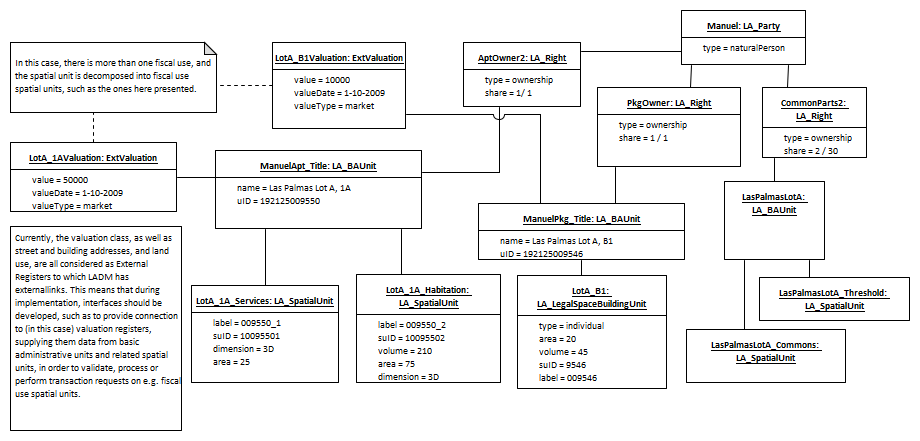 In this case, there is more than one fiscal use, and
the spatial unit is decomposed into fiscal use
spatial units, such as the ones here presented.
LotA_B1Valuation: ExtValuation
value = 10000
valueDate = 1-10-2009
valueType = market
AptOwner2: LA_Right
type = ownership
share = 1/ 1
Manuel: LA_Party
type = naturalPerson
PkgOwner: LA_Right
type = ownership
share = 1 / 1
CommonParts2:
LA_Right
type = ownership
share = 2 / 30
LotA_1AValuation: ExtValuation
value = 50000
valueDate = 1-10-2009
valueType = market
ManuelApt_Title: LA_BAUnit
name = Las Palmas Lot A, 1A
uID = 192125009550
LasPalmasLotA:
LA_BAUnit
ManuelPkg_Title: LA_BAUnit
name = Las Palmas Lot A, B1
uID = 192125009546
Currently, the valuation class, as well as
street and building addresses, and land
use, are all considered as External
Registers to which LADM has
externallinks. This means that during
implementation, interfaces should be
developed, such as to provide connection
to (in this case) valuation registers,
supplying them data from basic
administrative units and related spatial
units, in order to validate, process or
perform transaction requests on e.g. fiscal
use spatial units.
LotA_1A_Services: LA_SpatialUnit
label = 009550_1
suID = 10095501
dimension = 3D
area = 25
LotA_1A_Habitation:
LA_SpatialUnit
label = 009550_2
suID = 10095502
volume = 210
area = 75
dimension = 3D
LotA_B1:
LA_LegalSpaceBuildingUnit
type = individual
area = 20
volume = 45
suID = 9546
label = 009546
LasPalmasLotA_Threshold:
LA_SpatialUnit
LasPalmasLotA_Commons:
LA_SpatialUnit